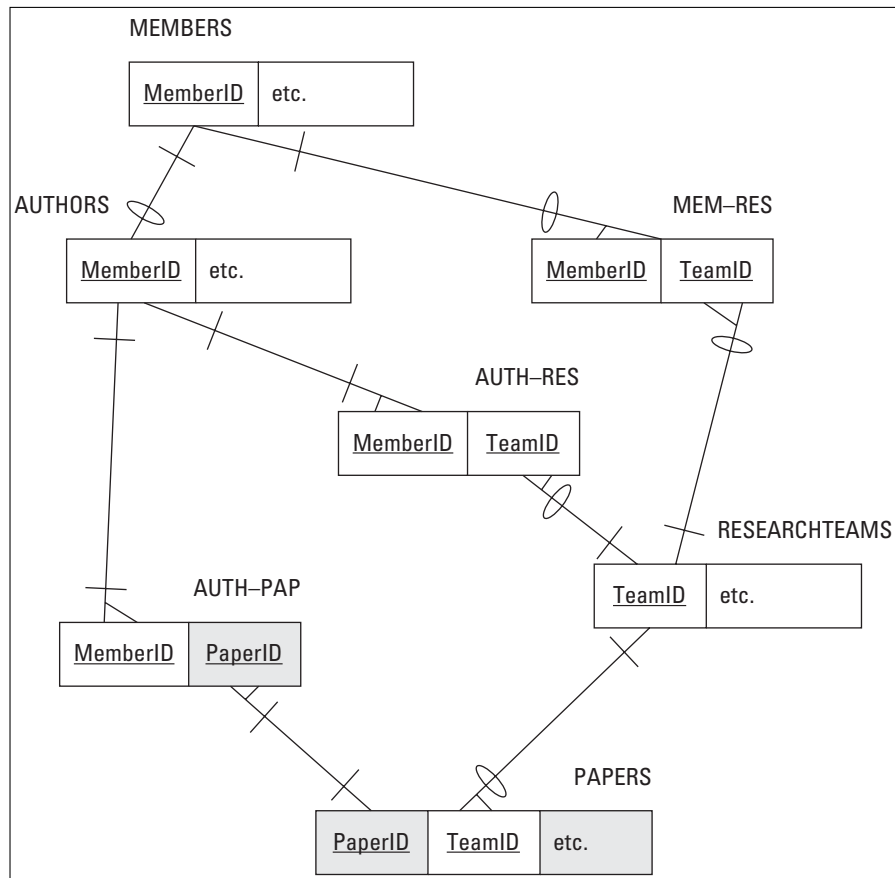 MEMBERS
MemberID etc.
AUTHORS
MEM–RES
MemberID etc.
MemberID TeamID
AUTH–RES
MemberID TeamID
RESEARCHTEAMS
TeamID etc.
AUTH–PAP
MemberID PaperID
PAPERS
PaperID TeamID etc.